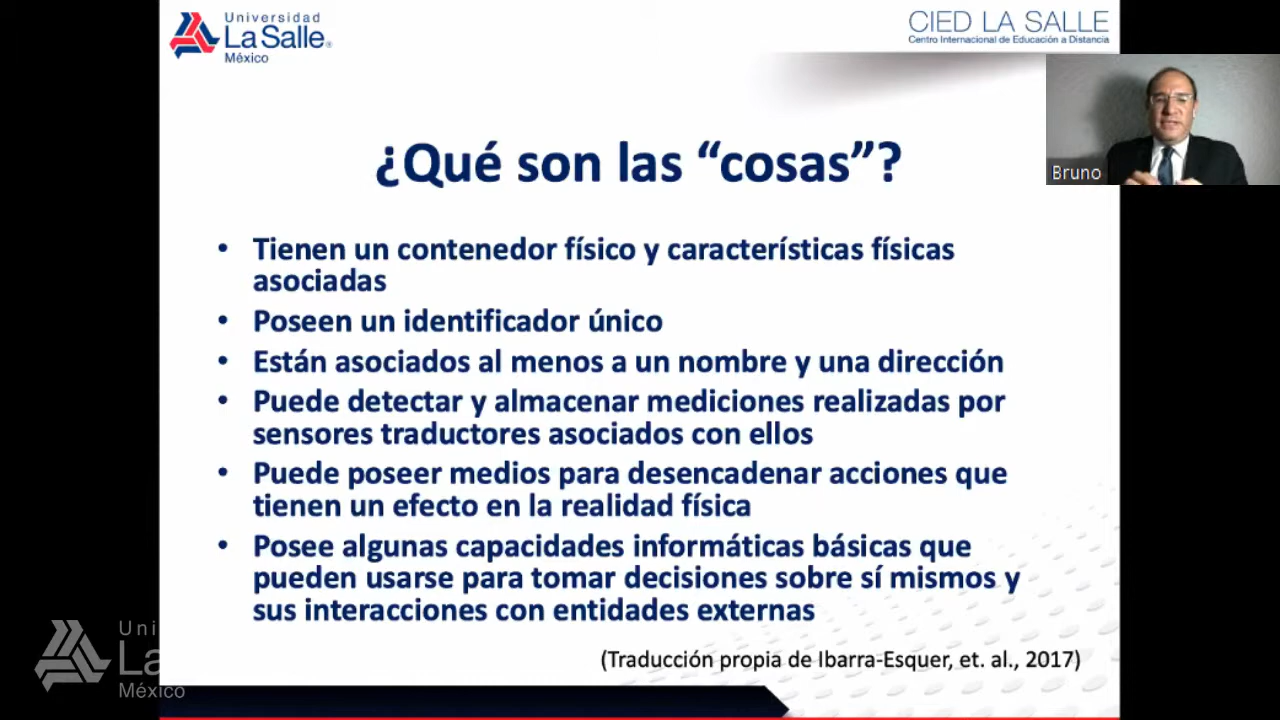 Universidad
La Salle®
México
CIED LA SALLE
Centro Internacional de Educación a Distancia
Bruno
¿Qué son las “cosas”?
• Tienen un contenedor físico y características físicas
asociadas
• Poseen un identificador único
• Están asociados al menos a un nombre y una dirección
• Puede detectar y almacenar mediciones realizadas por
sensores traductores asociados con ellos
• Puede poseer medios para desencadenar acciones que
tienen un efecto en la realidad física
• Posee algunas capacidades informáticas básicas que
pueden usarse para tomar decisiones sobre sí mismos y
sus interacciones con entidades externas
(Traducción propia de Ibarra-Esquer, et. al., 2017)
Uni
La
México